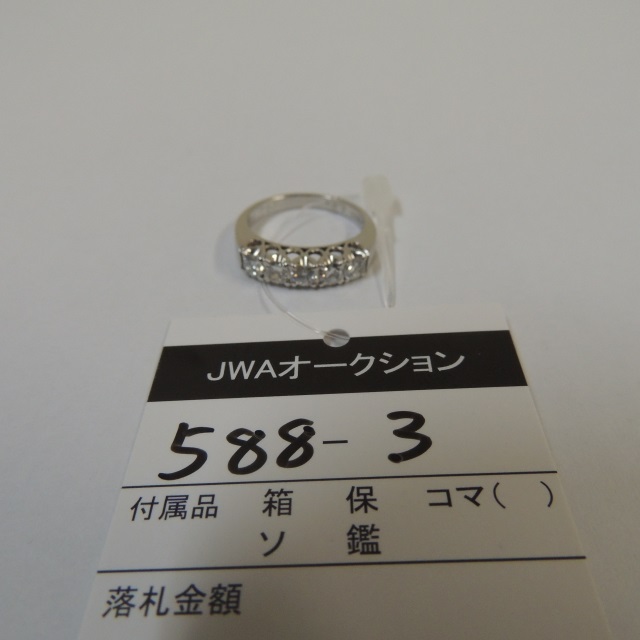 JWAオークション
588-3
付属品 箱 保 コマ( )
ソ 鑑
落札金額